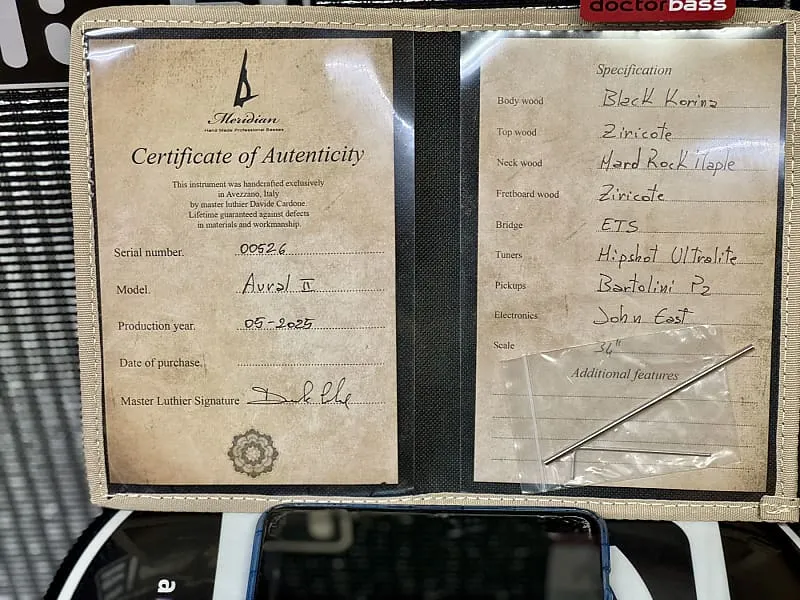 doctorbass
Meridian
Hand Made Professional Basses
Certificate of Autenticity
This instrument was handcrafted exclusively
in Avezzano, Italy
by master luthier Davide Cardone.
Lifetime guaranteed against defects
in materials and workmanship.
Serial number. 00526
Model. Aural II
Production year. 05-2025
Date of purchase.
Master Luthier Signature
Specification
Body wood Black Korina
Top wood Ziricote
Neck wood Hard Rock Maple
Fretboard wood Ziricote
Bridge ETS
Tuners Hipshot Ultralite
Pickups Bartolini P2
Electronics John East
Scale 34"
Additional features
a